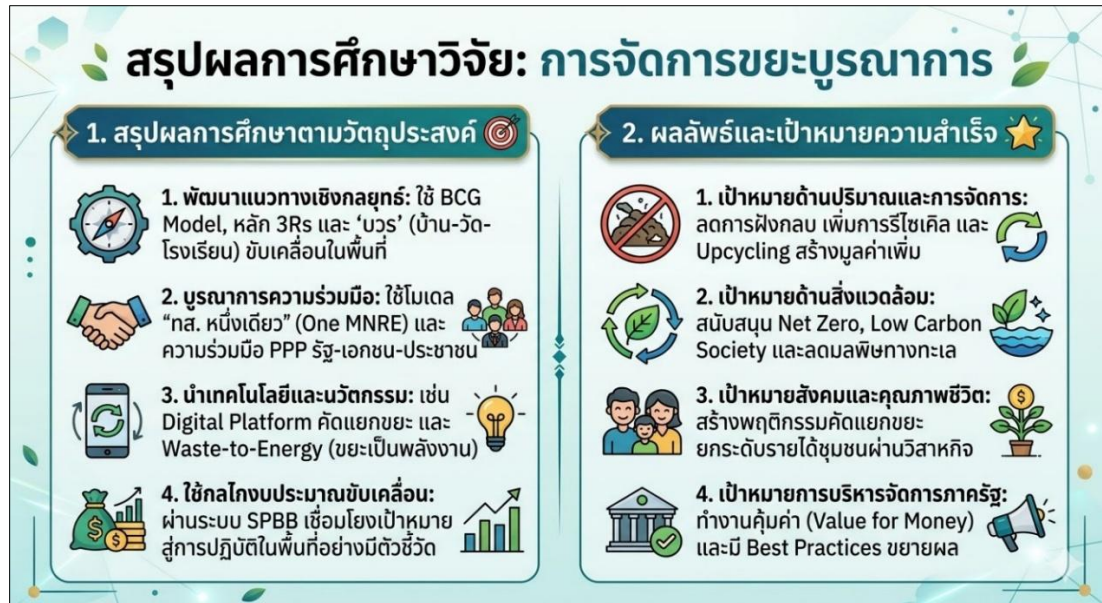 สรุปผลการศึกษาวิจัย: การจัดการขยะบูรณาการ
1. สรุปผลการศึกษาตามวัตถุประสงค์
1. พัฒนาแนวทางเชิงกลยุทธ์: ใช้ BCG
Model, หลัก 3Rs และ ‘บวร’ (บ้าน-วัด-
โรงเรียน) ขับเคลื่อนในพื้นที่
2. บูรณาการความร่วมมือ: ใช้โมเดล
“ทส. หนึ่งเดียว” (One MNRE) และ
ความร่วมมือ PPP รัฐ-เอกชน-ประชาชน
3. นำเทคโนโลยีและนวัตกรรม: เช่น
Digital Platform คัดแยกขยะ และ
Waste-to-Energy (ขยะเป็นพลังงาน)
4. ใช้กลไกงบประมาณขับเคลื่อน:
ผ่านระบบ SPBB เชื่อมโยงเป้าหมาย
สู่การปฏิบัติในพื้นที่อย่างมีตัวชี้วัด
2. ผลลัพธ์และเป้าหมายความสำเร็จ
1. เป้าหมายด้านปริมาณและการจัดการ:
ลดการฝังกลบ เพิ่มการรีไซเคิล และ
Upcycling สร้างมูลค่าเพิ่ม
2. เป้าหมายด้านสิ่งแวดล้อม:
สนับสนุน Net Zero, Low Carbon
Society และลดมลพิษทางทะเล
3. เป้าหมายสังคมและคุณภาพชีวิต:
สร้างพฤติกรรมคัดแยกขยะ
ยกระดับรายได้ชุมชนผ่านวิสาหกิจ
4. เป้าหมายการบริหารจัดการภาครัฐ:
ทำงานคุ้มค่า (Value for Money)
และมี Best Practices ขยายผล